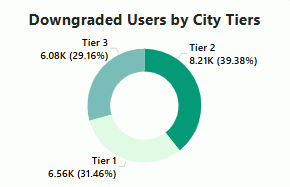 Downgraded Users by City Tiers
Tier 3
6.08K (29.16%)
Tier 2
8.21K (39.38%)
Tier 1
6.56K (31.46%)